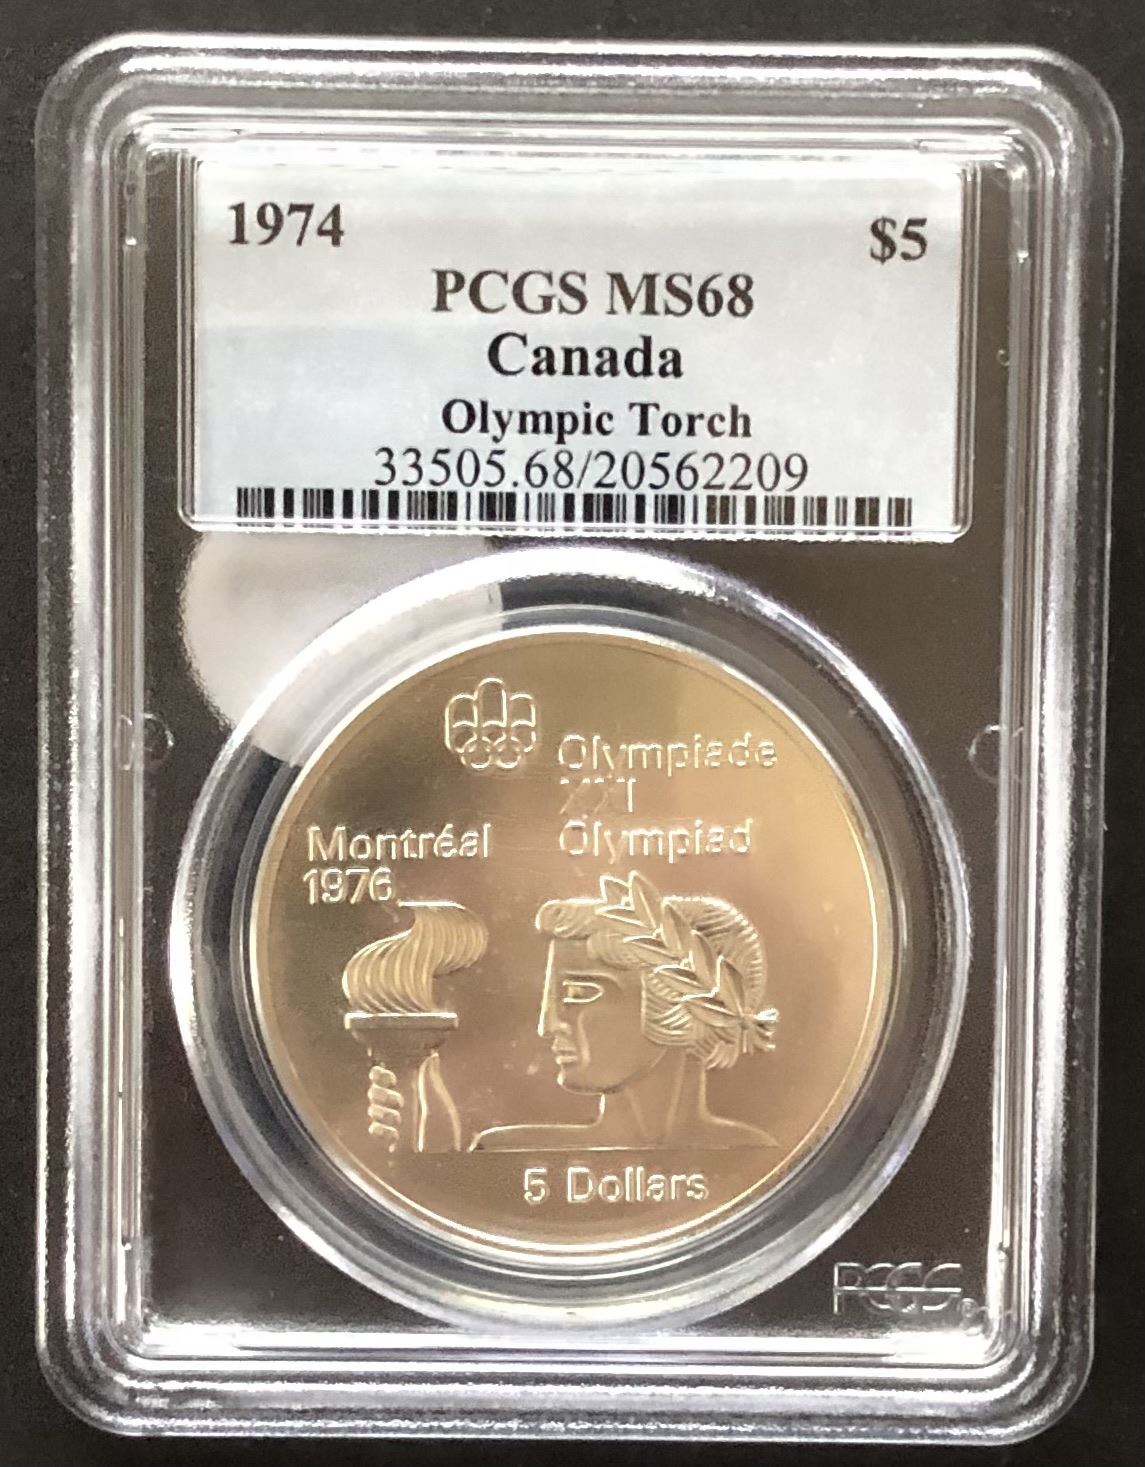 1974 $5
PCGS MS68
Canada
Olympic Torch
33505.68/20562209
Olympiade
XXI
Olympiad
Montréal
1976
5 Dollars
PCGS®